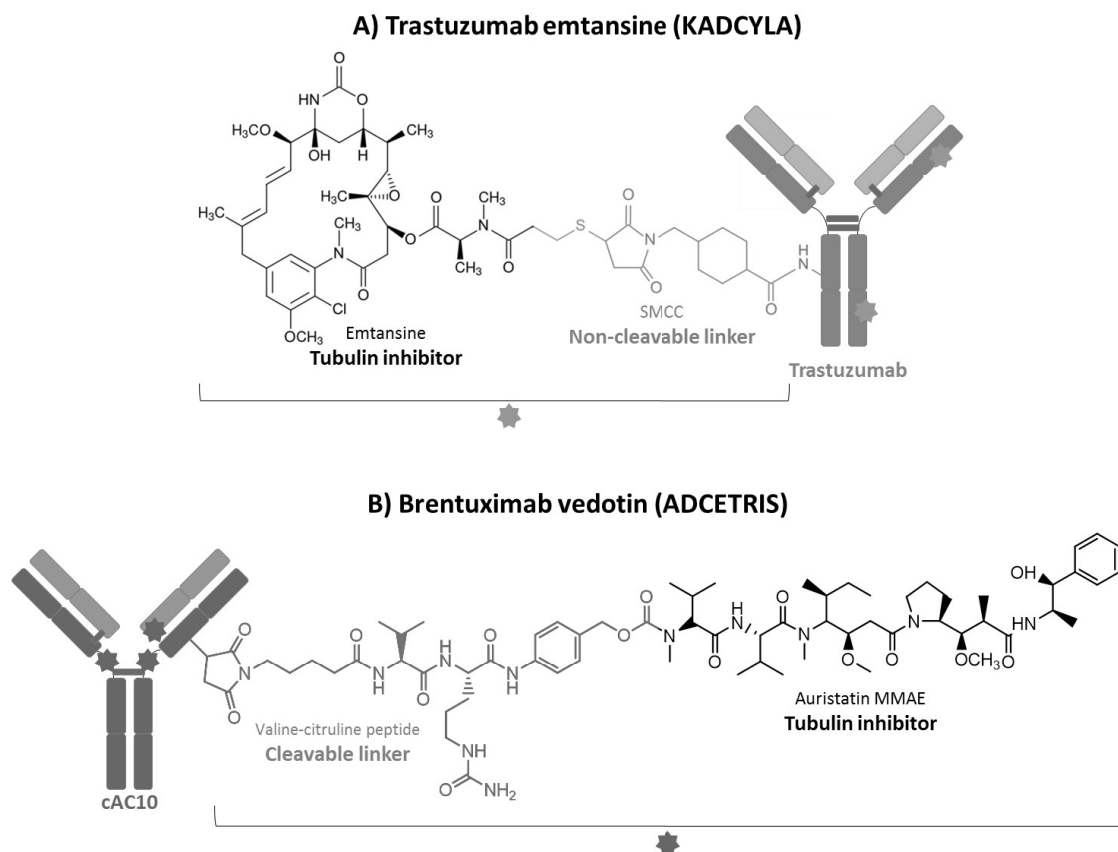 A) Trastuzumab emtansine (KADCYLA)
O
HN
O
H₃CO
OH
H
CH₃
H₃C
O
H₃C
CH₃
N
O
O
O
CH₃
N
CH₃
O
S
O
N
O
O
HN
Cl
OCH₃
O
Emtansine
Tubulin inhibitor
SMCC
Non-cleavable linker
Trastuzumab
B) Brentuximab vedotin (ADCETRIS)
O
N
O
O
N
H
O
H
N
O
N
H
O
O
N
O
H
N
O
N
O
O
N
OCH₃
O
HN
OH
NH
O
NH₂
Valine-citruline peptide
Cleavable linker
Auristatin MMAE
Tubulin inhibitor
cAC10